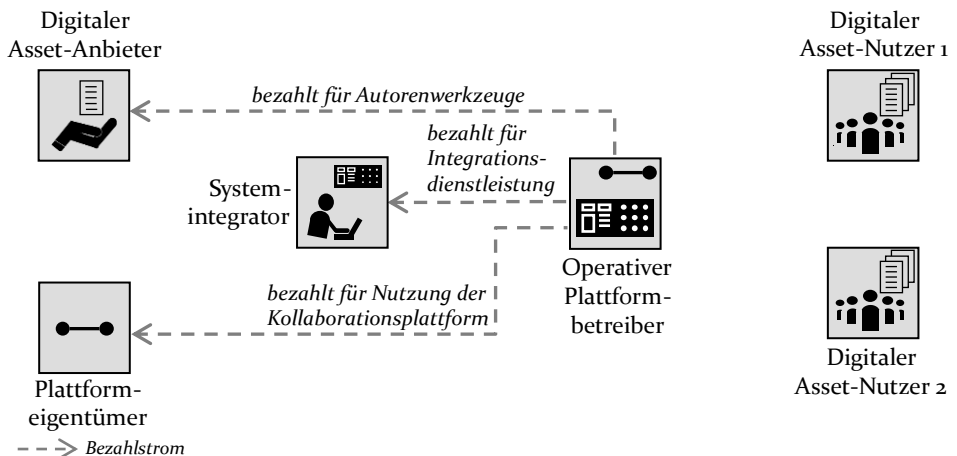 Digitaler
Asset-Anbieter
Digitaler
Asset-Nutzer 1
bezahlt für Autorenwerkzeuge
bezahlt für
Integrations-
dienstleistung
System-
integrator
Operativer
Plattform-
betreiber
bezahlt für Nutzung der
Kollaborationsplattform
Digitaler
Asset-Nutzer 2
Plattform-
eigentümer
Bezahlstrom